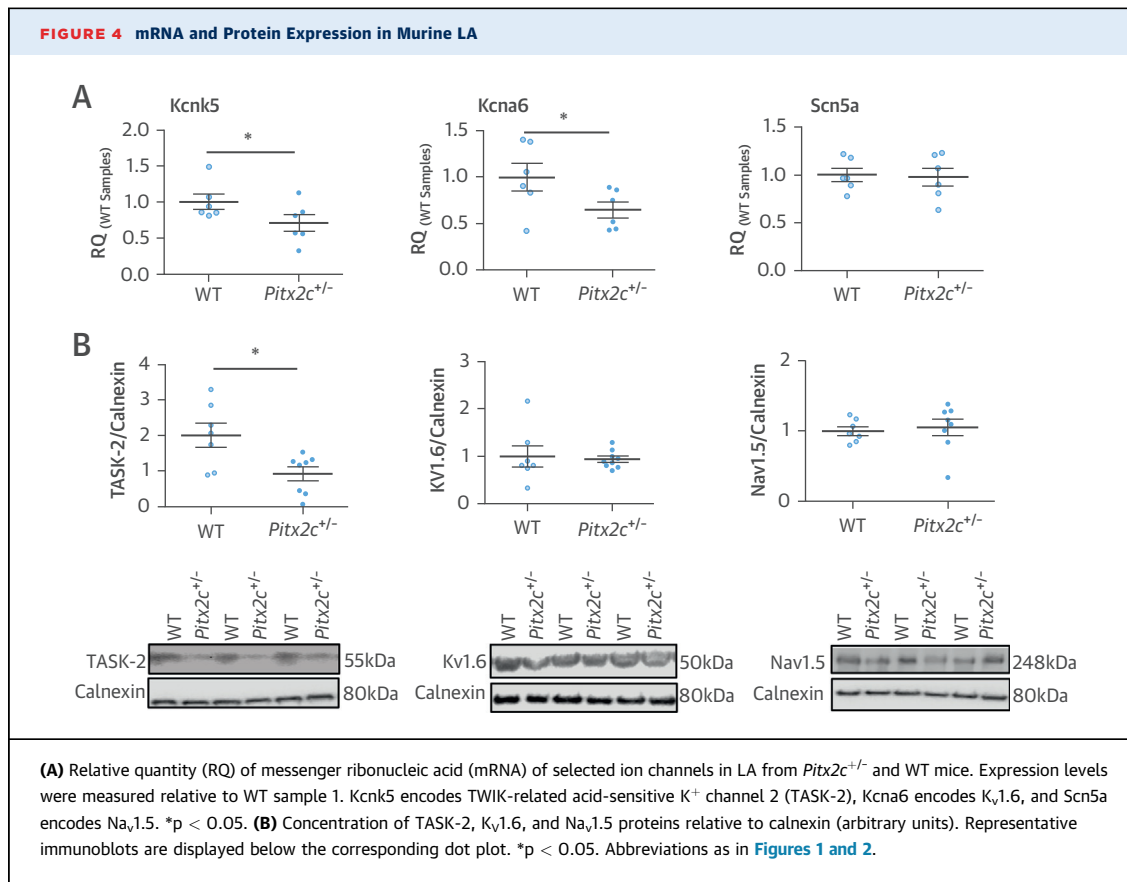 FIGURE 4 mRNA and Protein Expression in Murine LA
A
Kcnk5
2.0
1.5
1.0
0.5
0.0
RQ (WT Samples)
*
WT
Pitx2c+/-
Kcna6
1.5
1.0
0.5
0.0
RQ (WT Samples)
*
WT
Pitx2c+/-
Scn5a
1.5
1.0
0.5
0.0
RQ (WT Samples)
WT
Pitx2c+/-
B
4
3
2
1
0
TASK-2/Calnexin
*
WT
Pitx2c+/-
3
2
1
0
KV1.6/Calnexin
WT
Pitx2c+/-
2
1
0
Nav1.5/Calnexin
WT
Pitx2c+/-
WT
Pitx2c+/-
WT
Pitx2c+/-
WT
Pitx2c+/-
TASK-2
55kDa
Calnexin
80kDa
WT
Pitx2c+/-
WT
Pitx2c+/-
WT
Pitx2c+/-
Kv1.6
50kDa
Calnexin
80kDa
WT
Pitx2c+/-
WT
Pitx2c+/-
WT
Pitx2c+/-
Nav1.5
248kDa
Calnexin
80kDa
(A) Relative quantity (RQ) of messenger ribonucleic acid (mRNA) of selected ion channels in LA from Pitx2c+/- and WT mice. Expression levels
were measured relative to WT sample 1. Kcnk5 encodes TWIK-related acid-sensitive K+ channel 2 (TASK-2), Kcna6 encodes Kv1.6, and Scn5a
encodes Nav1.5. *p < 0.05. (B) Concentration of TASK-2, KV1.6, and Nav1.5 proteins relative to calnexin (arbitrary units). Representative
immunoblots are displayed below the corresponding dot plot. *p < 0.05. Abbreviations as in Figures 1 and 2.